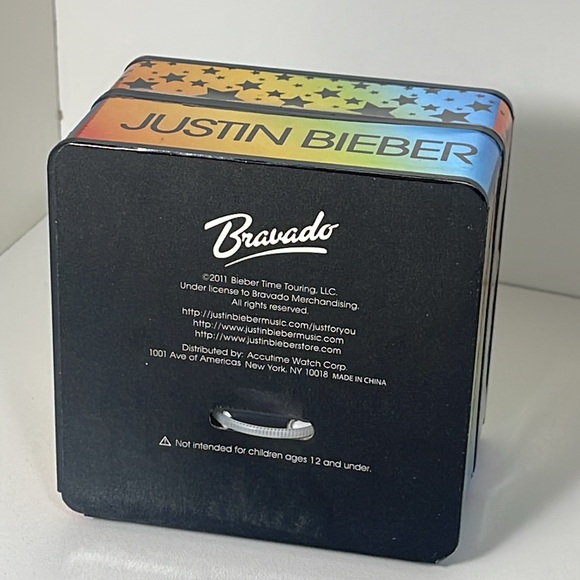 JUSTIN BIEBER
Bravado
©2011 Bieber Time Touring, LLC.
Under license to Bravado Merchandising.
All rights reserved.
http://justinbiebermusic.com/justforyou
http://www.justinbiebermusic.com
http://www.justinbieberstore.com
Distributed by: Accutime Watch Corp.
1001 Ave of Americas New York, NY 10018 MADE IN CHINA
⚠ Not intended for children ages 12 and under.